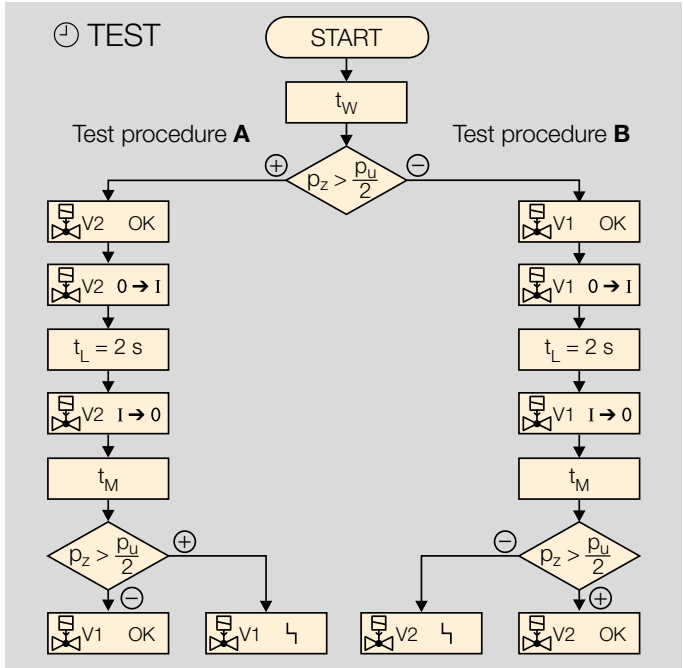 TEST
START
t_W
Test procedure A
Test procedure B
+
p_z > p_u/2
−
V2 OK
V1 OK
V2 0 → I
V1 0 → I
t_L = 2 s
t_L = 2 s
V2 I → 0
V1 I → 0
t_M
t_M
p_z > p_u/2
+
−
p_z > p_u/2
−
+
V1 OK
V1
V2
V2 OK